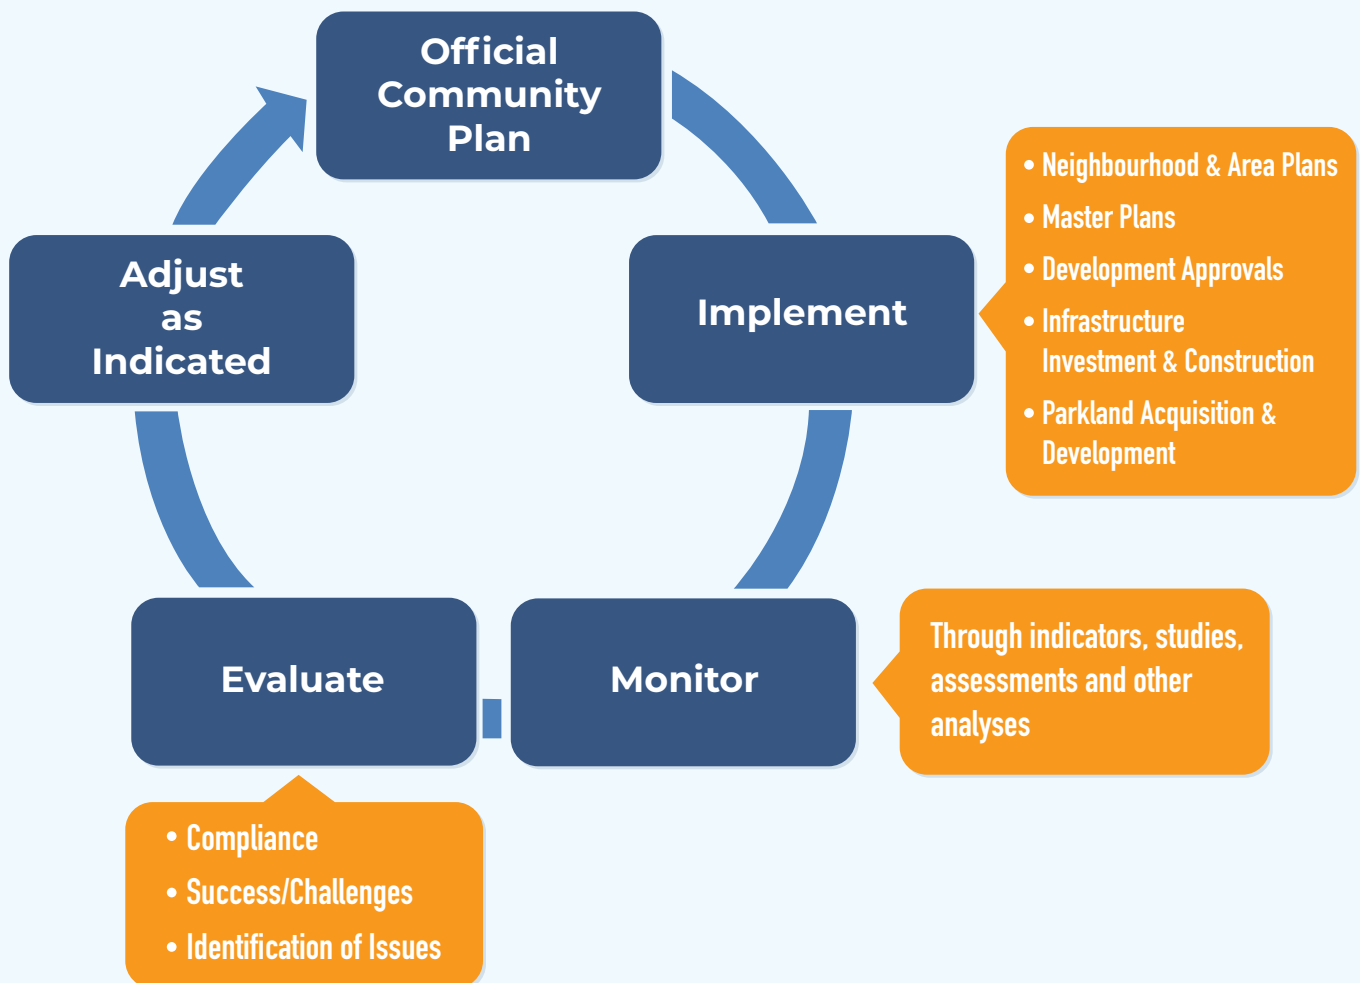 Official
Community
Plan
Implement
• Neighbourhood & Area Plans
• Master Plans
• Development Approvals
• Infrastructure
Investment & Construction
• Parkland Acquisition &
Development
Monitor
Through indicators, studies,
assessments and other
analyses
Evaluate
• Compliance
• Success/Challenges
• Identification of Issues
Adjust
as
Indicated